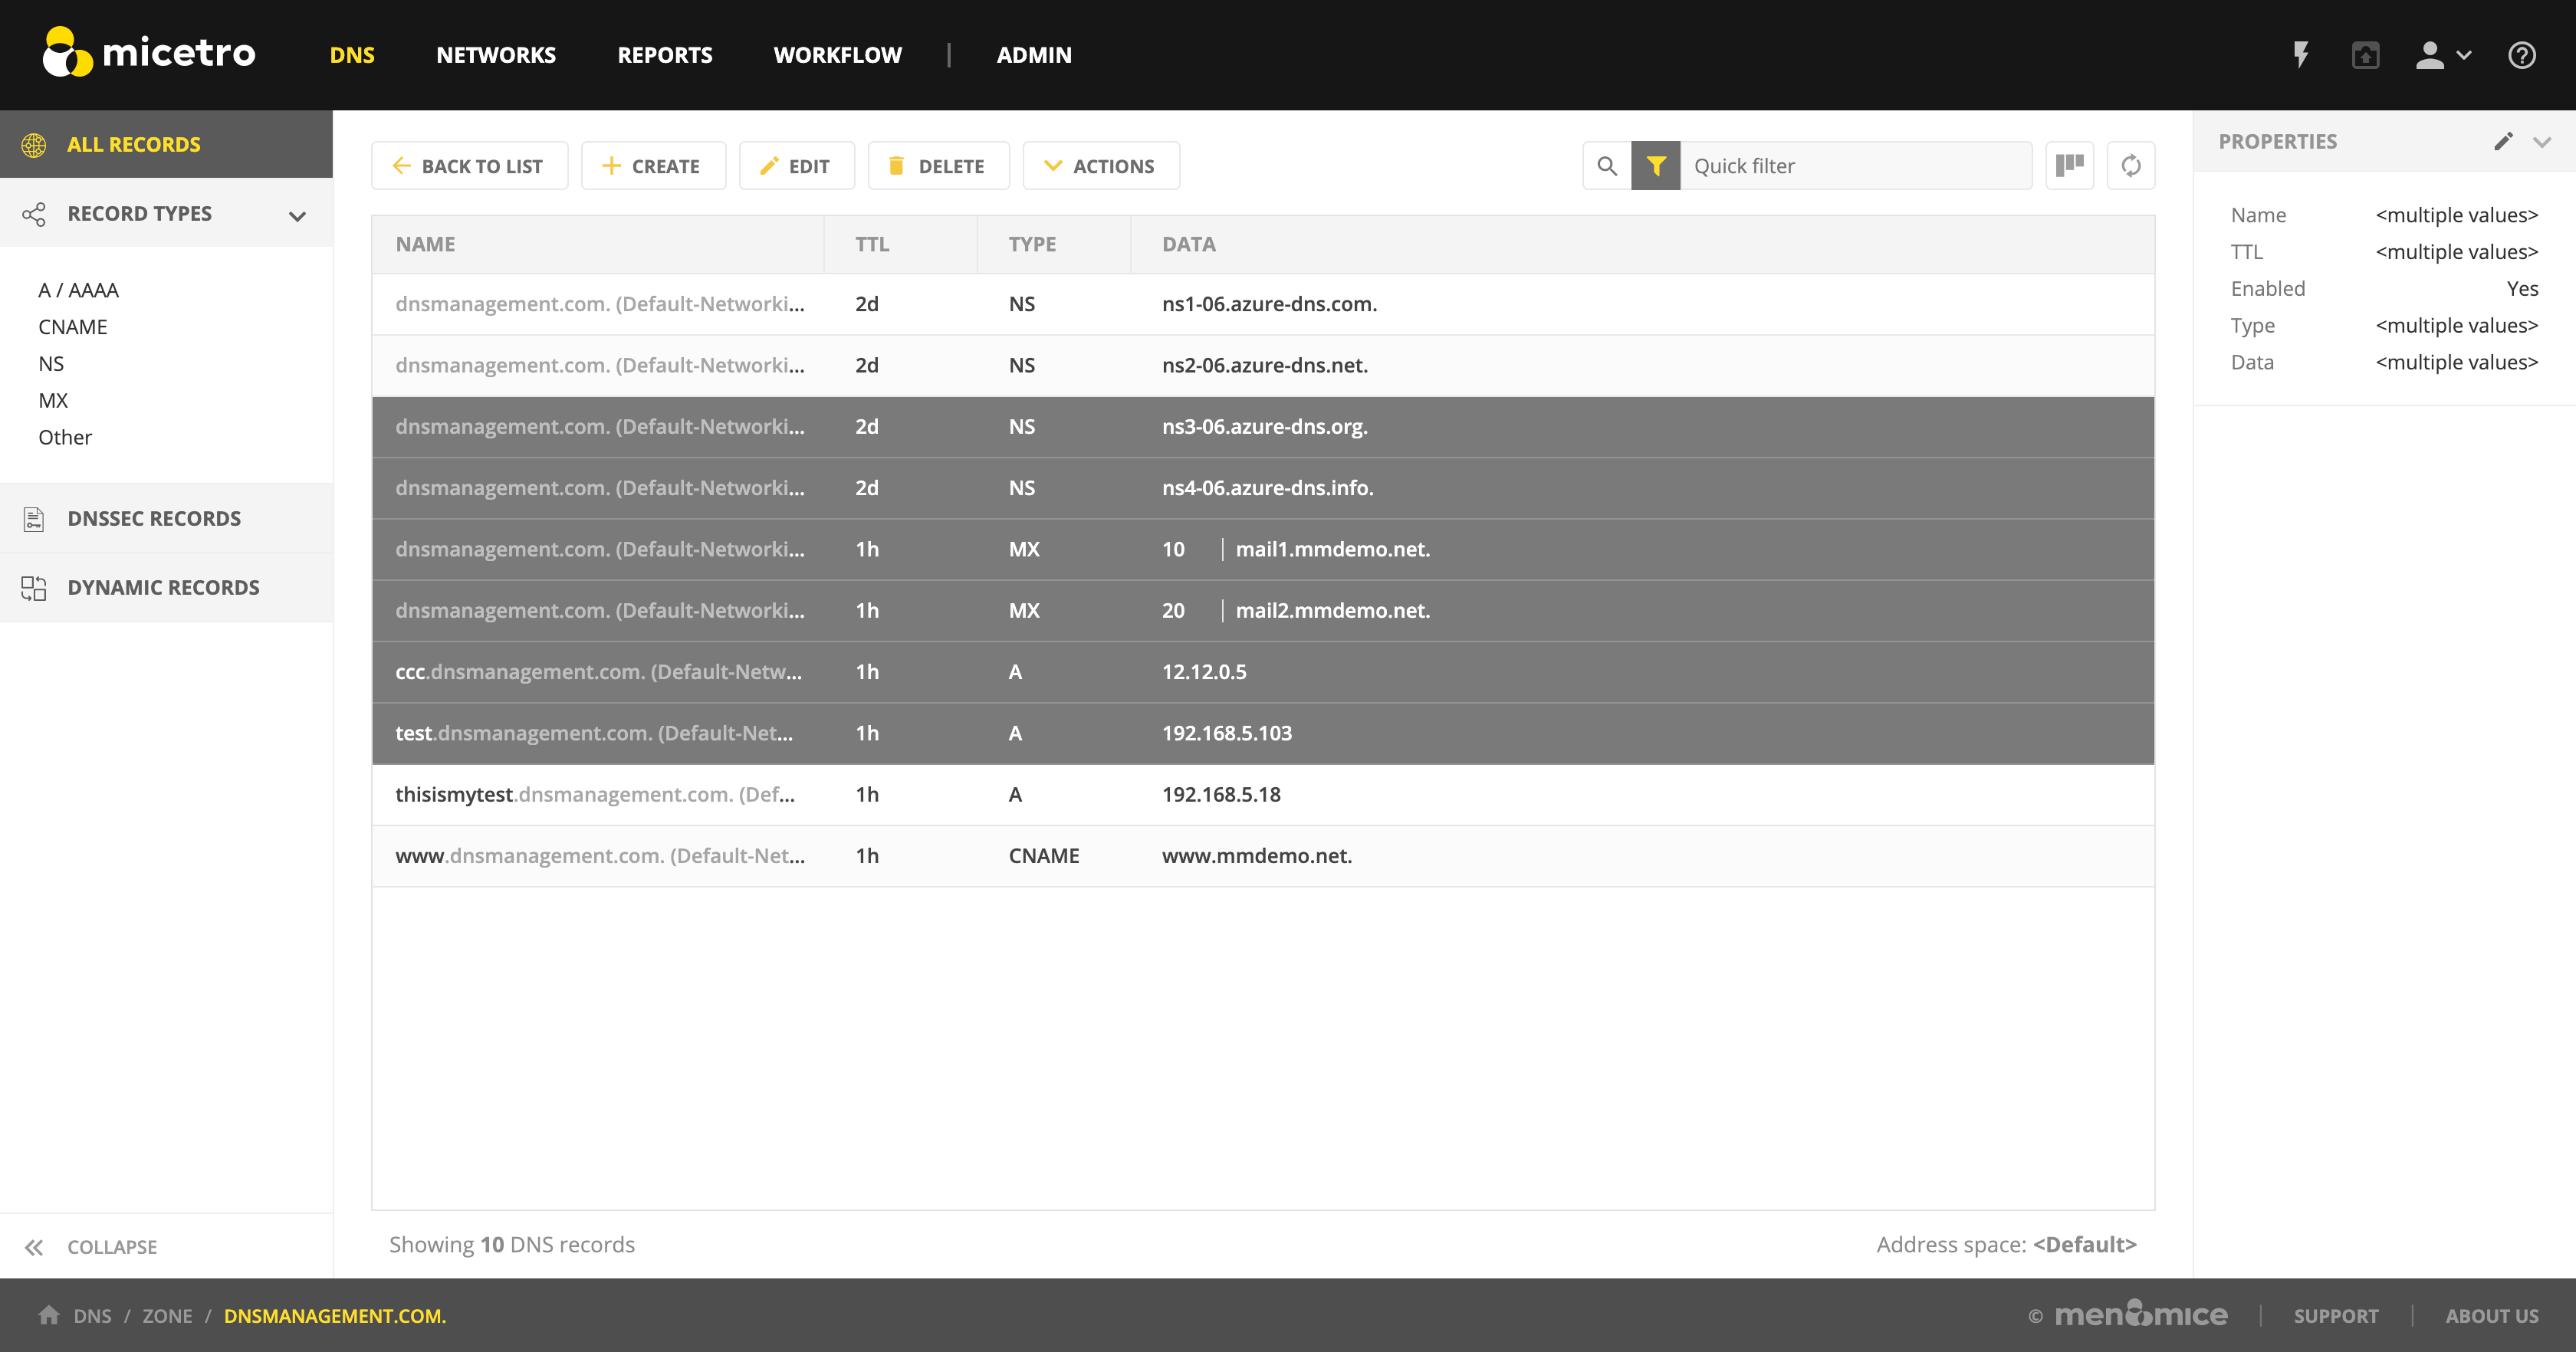 micetro DNS NETWORKS REPORTS WORKFLOW | ADMIN
ALL RECORDS
RECORD TYPES
A / AAAA
CNAME
NS
MX
Other
DNSSEC RECORDS
DYNAMIC RECORDS
COLLAPSE
BACK TO LIST CREATE EDIT DELETE ACTIONS Quick filter
NAME TTL TYPE DATA
dnsmanagement.com. (Default-Networki... 2d NS ns1-06.azure-dns.com.
dnsmanagement.com. (Default-Networki... 2d NS ns2-06.azure-dns.net.
dnsmanagement.com. (Default-Networki... 2d NS ns3-06.azure-dns.org.
dnsmanagement.com. (Default-Networki... 2d NS ns4-06.azure-dns.info.
dnsmanagement.com. (Default-Networki... 1h MX 10 | mail1.mmdemo.net.
dnsmanagement.com. (Default-Networki... 1h MX 20 | mail2.mmdemo.net.
ccc.dnsmanagement.com. (Default-Netw... 1h A 12.12.0.5
test.dnsmanagement.com. (Default-Net... 1h A 192.168.5.103
thisismytest.dnsmanagement.com. (Def... 1h A 192.168.5.18
www.dnsmanagement.com. (Default-Net... 1h CNAME www.mmdemo.net.
Showing 10 DNS records Address space: <Default>
PROPERTIES
Name <multiple values>
TTL <multiple values>
Enabled Yes
Type <multiple values>
Data <multiple values>
DNS / ZONE / DNSMANAGEMENT.COM. © men&mice | SUPPORT | ABOUT US